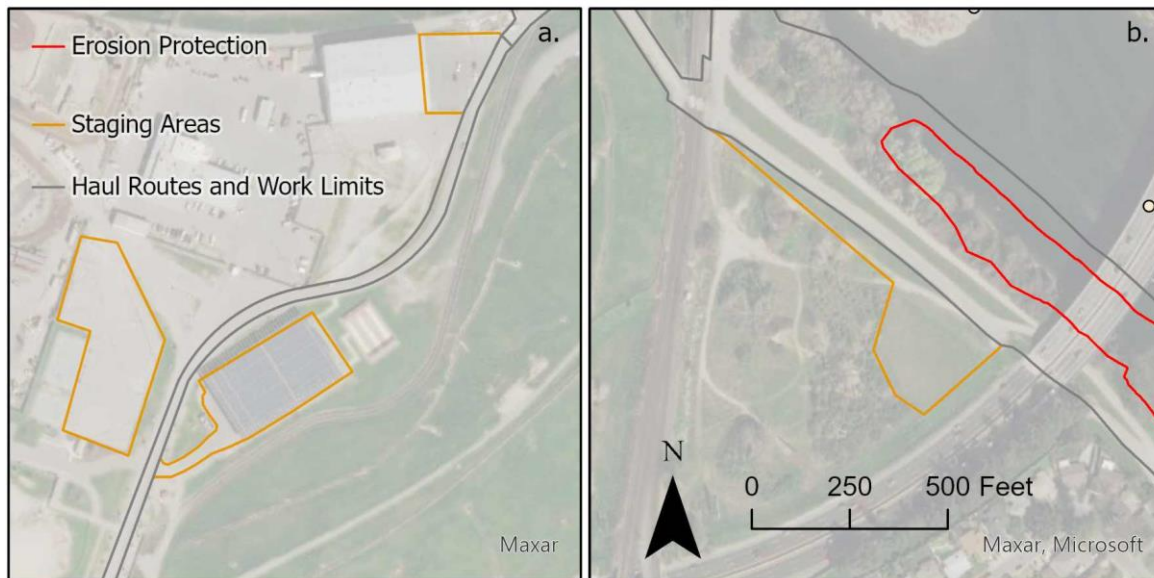 a.
Erosion Protection
Staging Areas
Haul Routes and Work Limits
Maxar
b.
N
0 250 500 Feet
Maxar, Microsoft